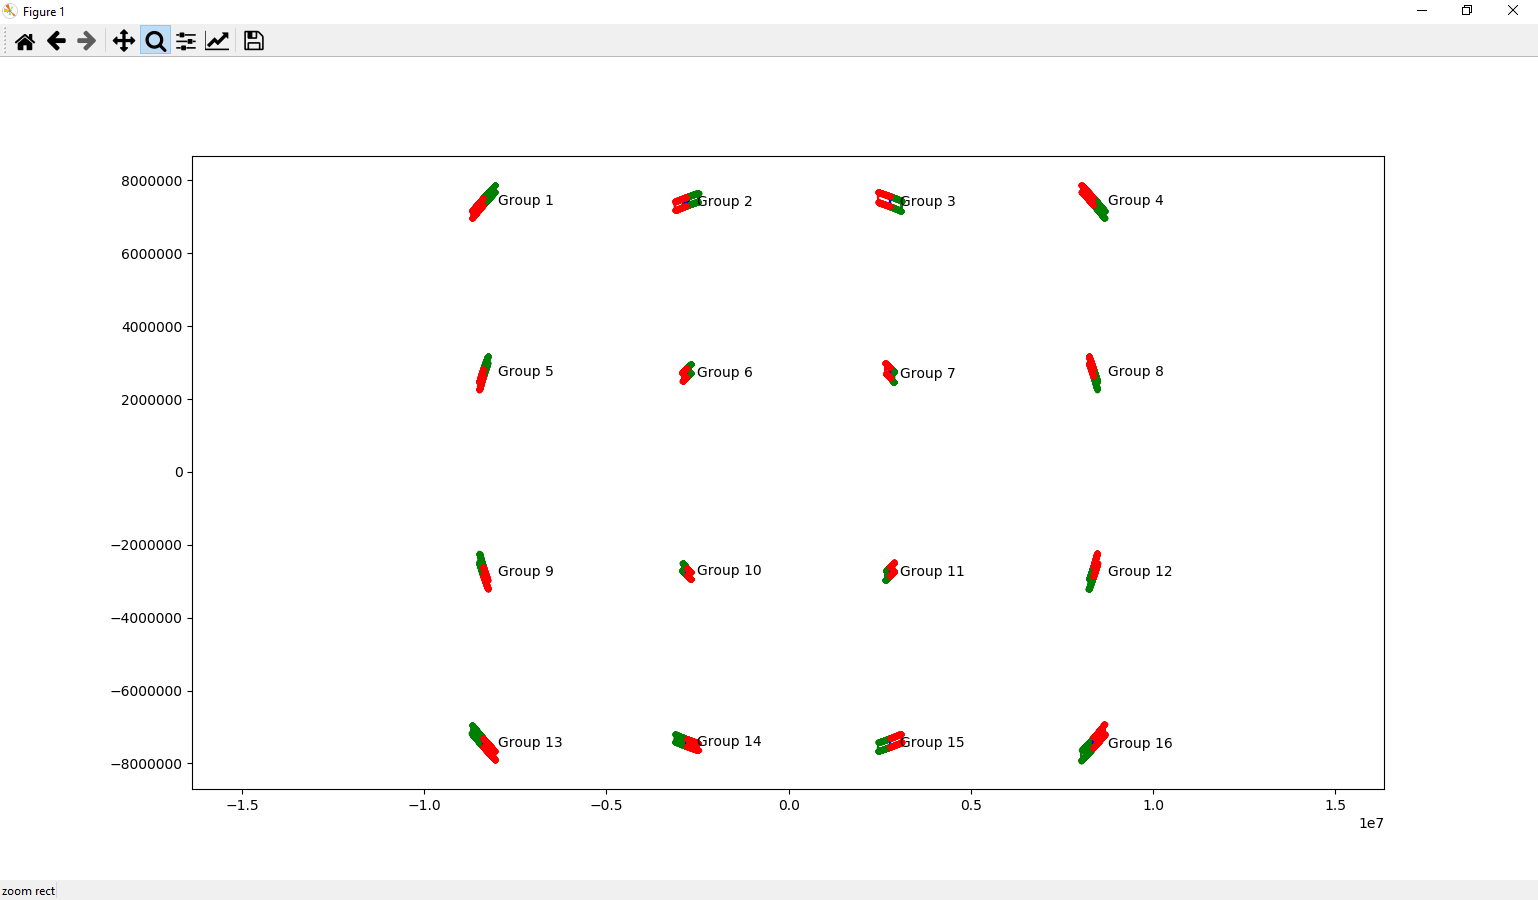 Figure 1
8000000
Group 1
Group 2
Group 3
Group 4
6000000
4000000
Group 5
Group 6
Group 7
Group 8
2000000
0
−2000000
Group 9
Group 10
Group 11
Group 12
−4000000
−6000000
Group 13
Group 14
Group 15
Group 16
−8000000
−1.5
−1.0
−0.5
0.0
0.5
1.0
1.5
1e7
zoom rect